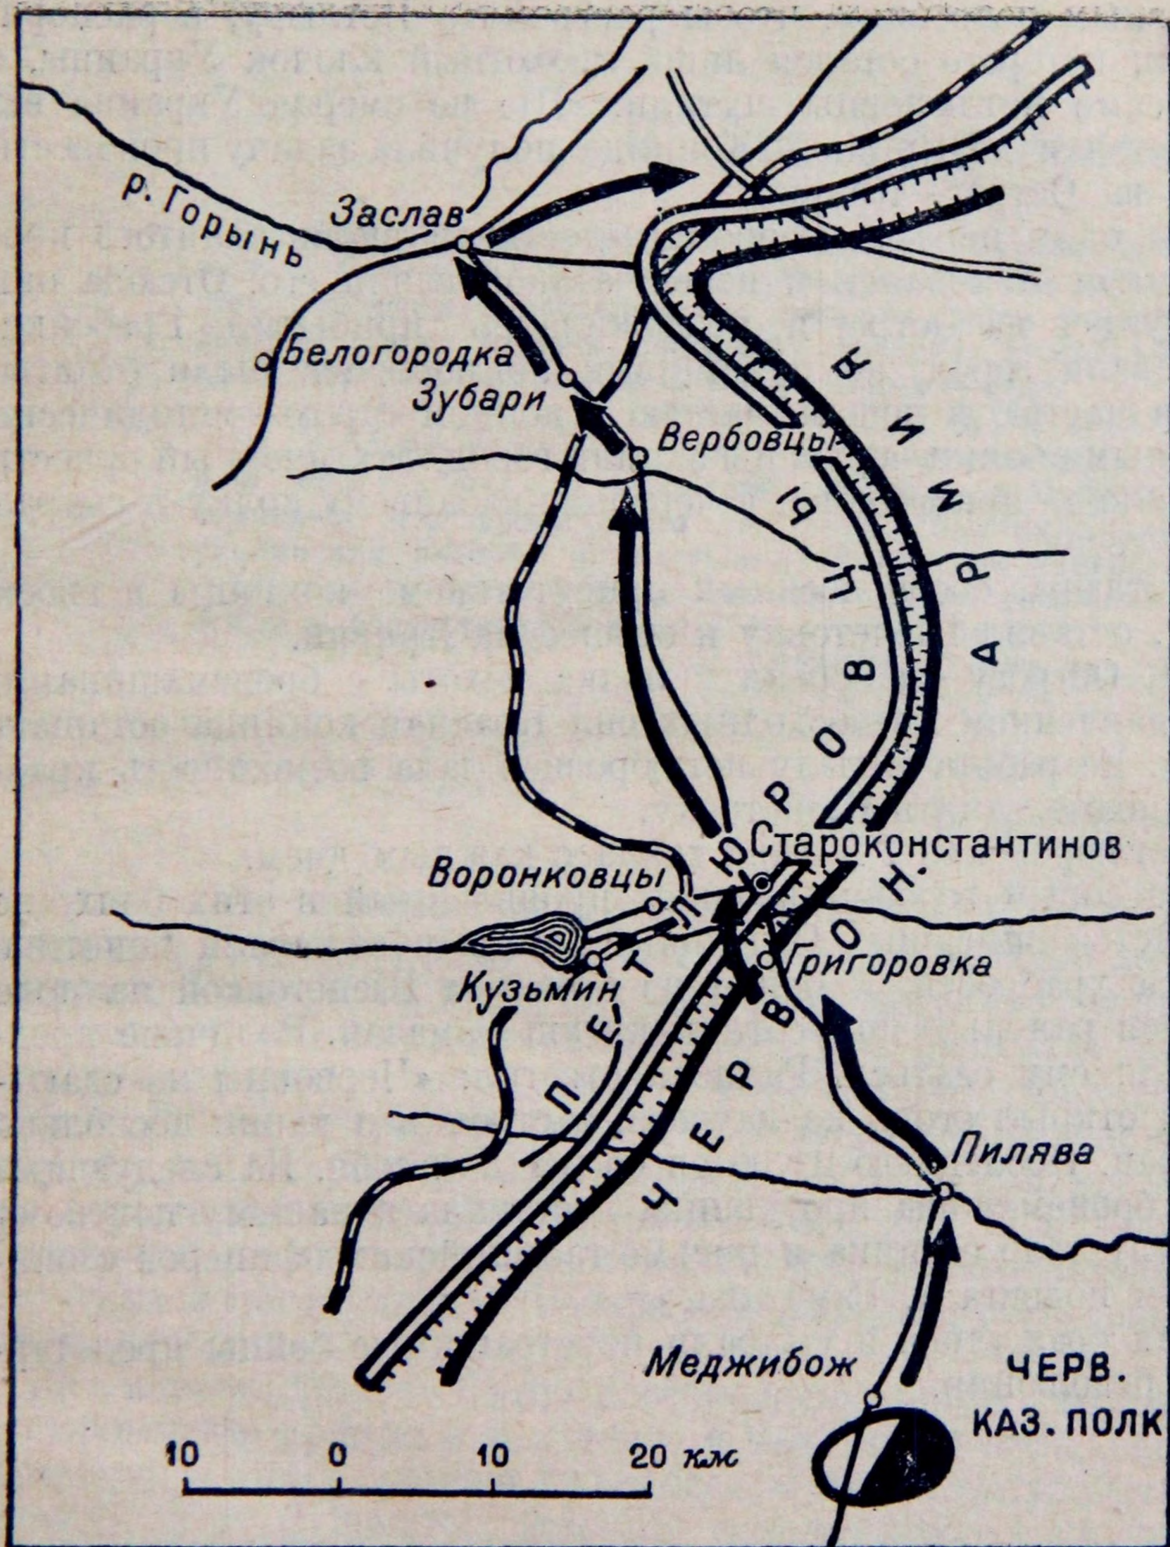 р. Горынь
Заслав
Белогородка
Зубари
Вербовцы
ПЕТЛЮРОВЦЫ
ЧЕРВОН. АРМИЯ
Староконстантинов
Воронковцы
Григоровка
Кузьмин
Пилява
Меджибож
ЧЕРВ.
КАЗ. ПОЛК
10 0 10 20 км